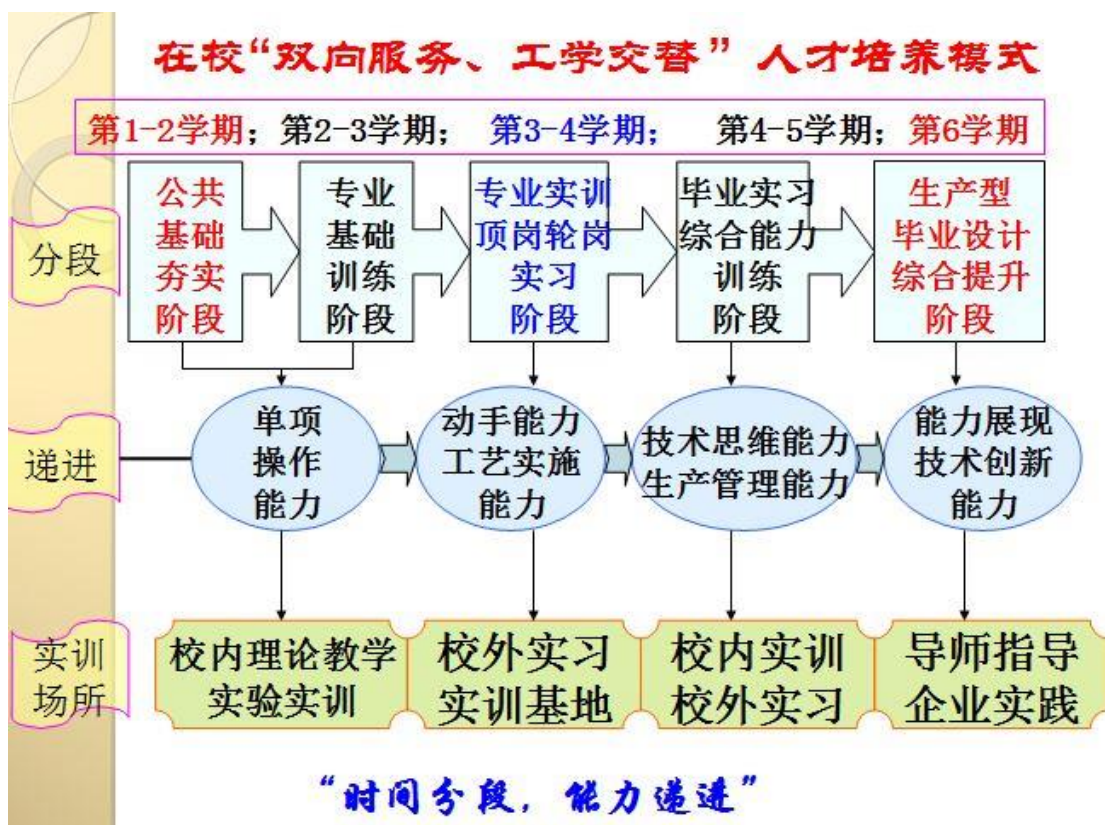 在校“双向服务、工学交替”人才培养模式
第1-2学期；第2-3学期； 第3-4学期； 第4-5学期；第6学期
分段
公共
基础
夯实
阶段
专业
基础
训练
阶段
专业实训
顶岗轮岗
实习
阶段
毕业实习
综合能力
训练
阶段
生产型
毕业设计
综合提升
阶段
递进
单项
操作
能力
动手能力
工艺实施
能力
技术思维能力
生产管理能力
能力展现
技术创新
能力
实训
场所
校内理论教学
实验实训
校外实习
实训基地
校内实训
校外实习
导师指导
企业实践
“时间分段，能力递进”